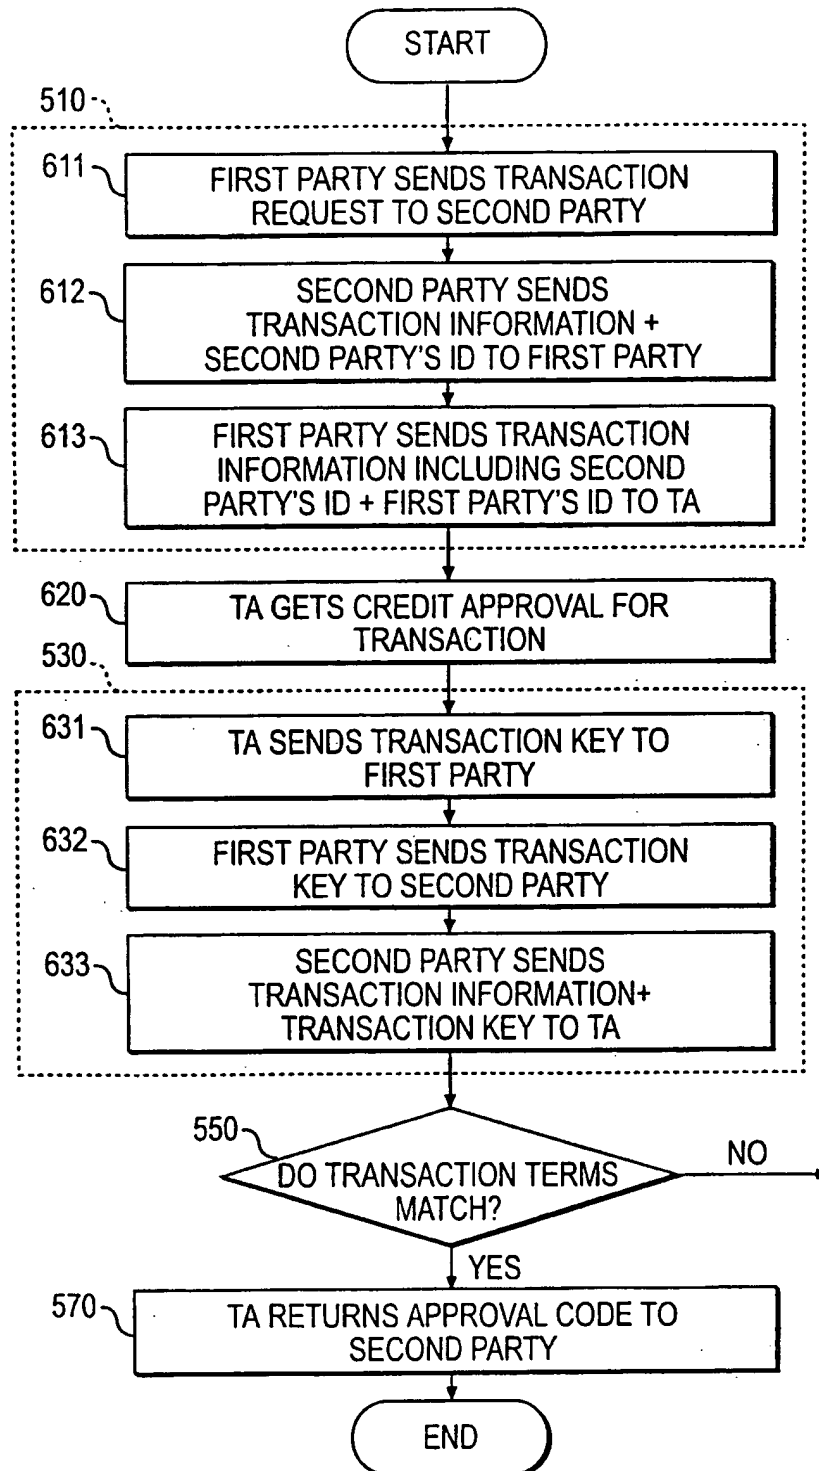 START
510
611
FIRST PARTY SENDS TRANSACTION
REQUEST TO SECOND PARTY
612
SECOND PARTY SENDS
TRANSACTION INFORMATION +
SECOND PARTY'S ID TO FIRST PARTY
613
FIRST PARTY SENDS TRANSACTION
INFORMATION INCLUDING SECOND
PARTY'S ID + FIRST PARTY'S ID TO TA
620
TA GETS CREDIT APPROVAL FOR
TRANSACTION
530
631
TA SENDS TRANSACTION KEY TO
FIRST PARTY
632
FIRST PARTY SENDS TRANSACTION
KEY TO SECOND PARTY
633
SECOND PARTY SENDS
TRANSACTION INFORMATION+
TRANSACTION KEY TO TA
550
DO TRANSACTION TERMS
MATCH?
NO
YES
570
TA RETURNS APPROVAL CODE TO
SECOND PARTY
END